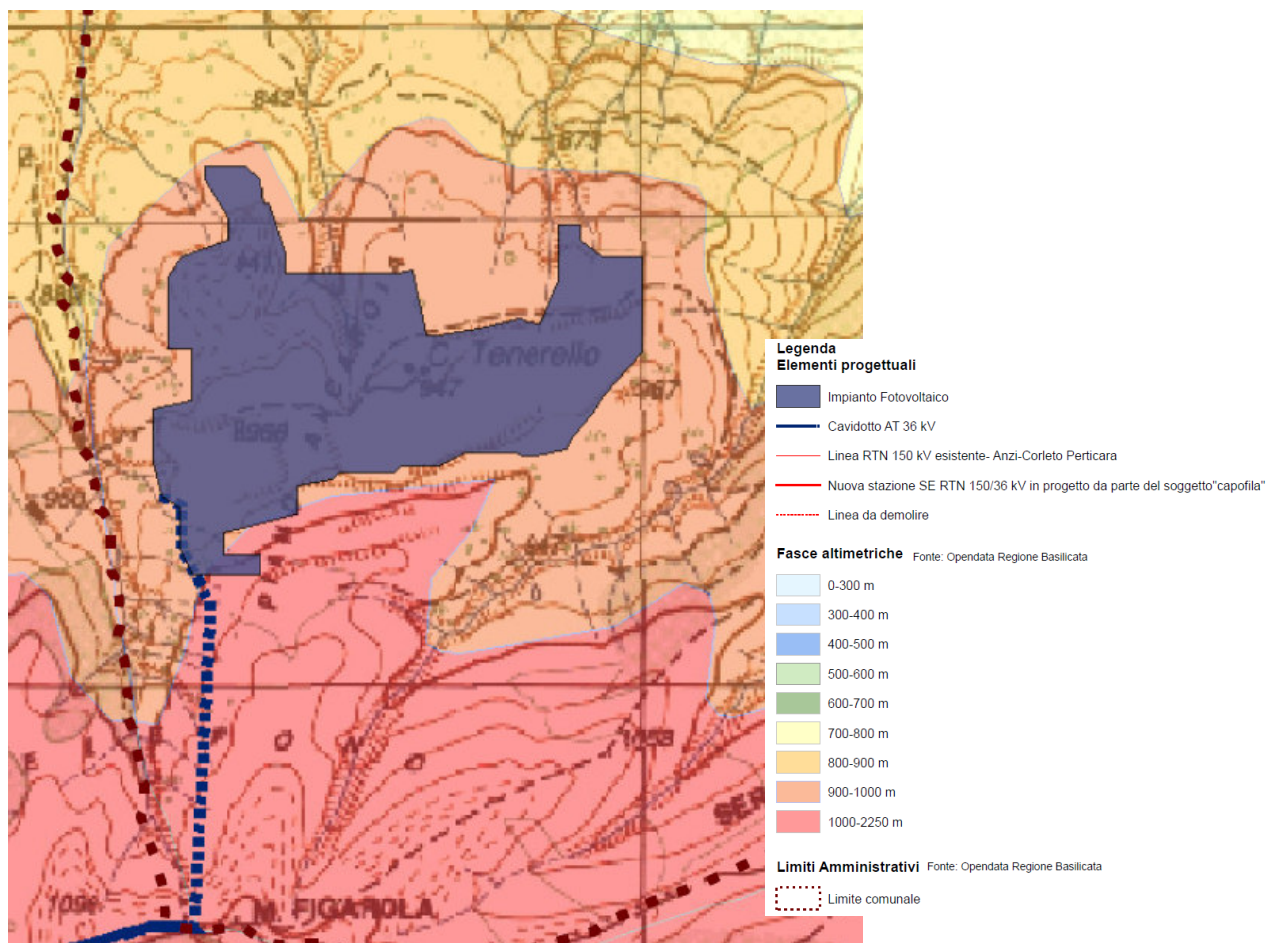 842
871
C. Tenerello
947
967
960
M. FIGAROLA
SER
Legenda
Elementi progettuali
Impianto Fotovoltaico
Cavidotto AT 36 kV
Linea RTN 150 kV esistente- Anzi-Corleto Perticara
Nuova stazione SE RTN 150/36 kV in progetto da parte del soggetto"capofila"
Linea da demolire
Fasce altimetriche Fonte: Opendata Regione Basilicata
0-300 m
300-400 m
400-500 m
500-600 m
600-700 m
700-800 m
800-900 m
900-1000 m
1000-2250 m
Limiti Amministrativi Fonte: Opendata Regione Basilicata
Limite comunale